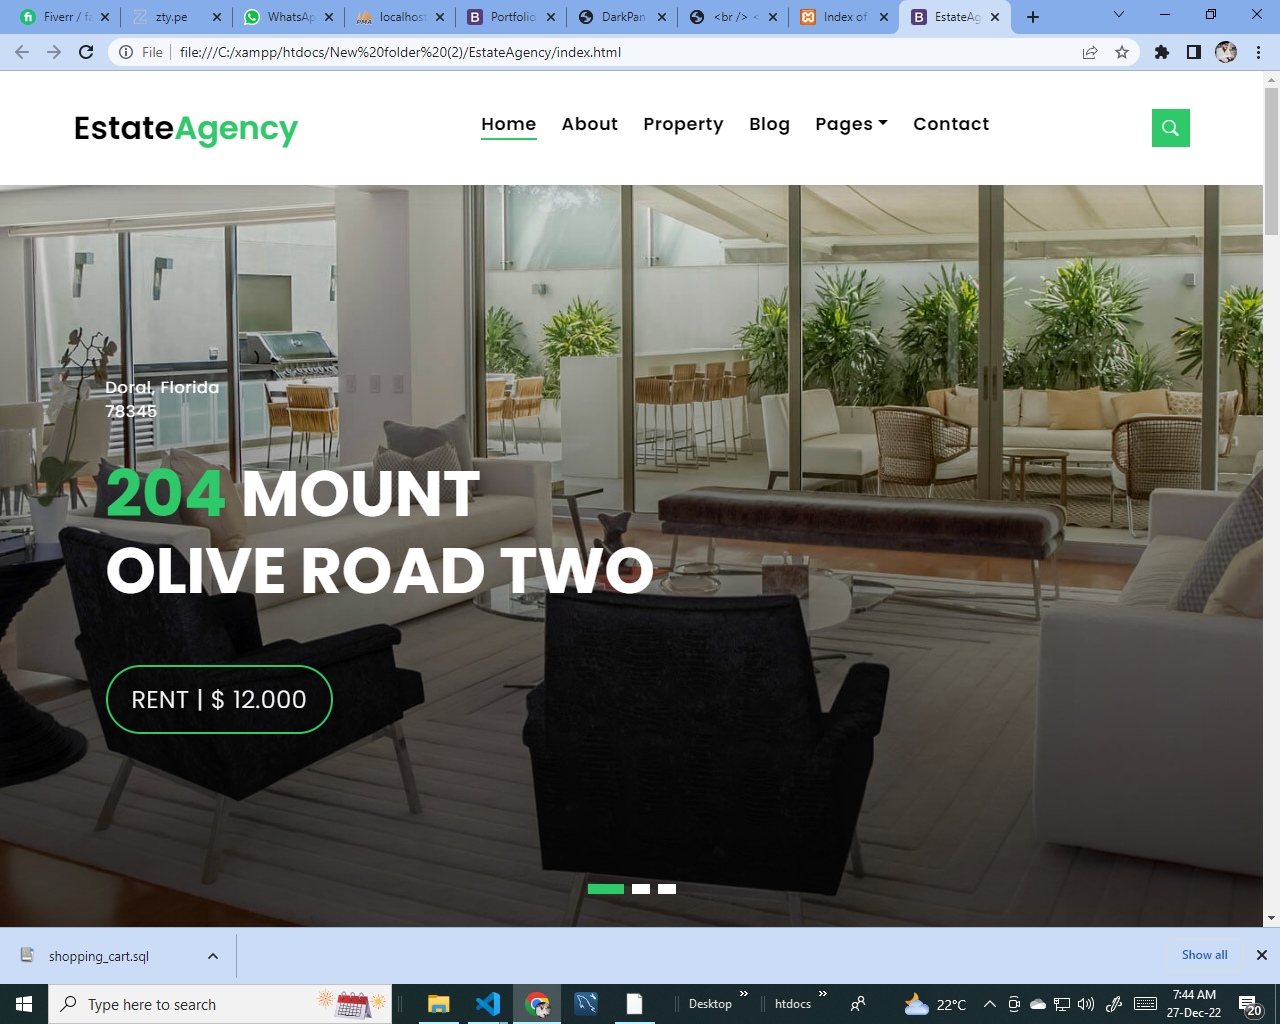 Fiverr / fa
zty.pe
WhatsAp
localhost
Portfolio
DarkPan
<br /> <
Index of
EstateAg
File
file:///C:/xampp/htdocs/New%20folder%20(2)/EstateAgency/index.html
EstateAgency
Home
About
Property
Blog
Pages
Contact
Doral, Florida
78345
204 MOUNT
OLIVE ROAD TWO
RENT | $ 12.000
shopping_cart.sql
Show all
Type here to search
Desktop
htdocs
22°C
7:44 AM
27-Dec-22
20